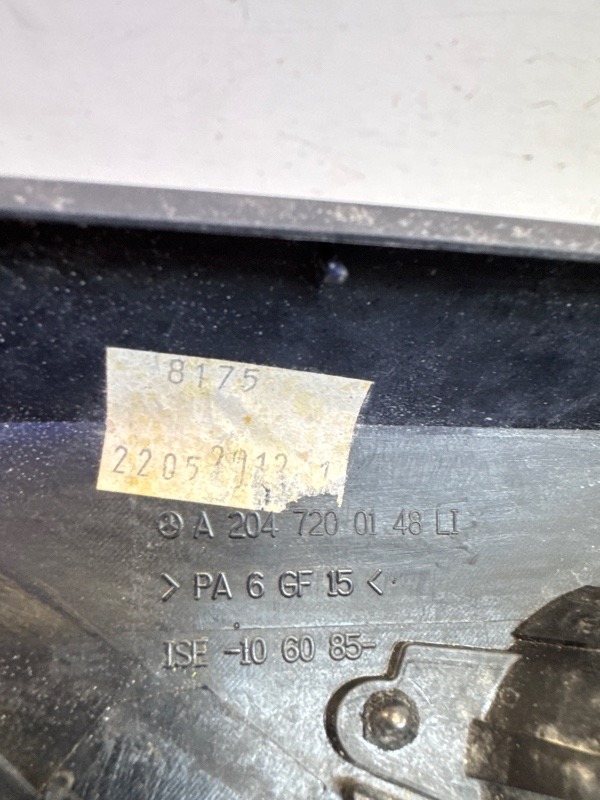 8175
A 204 720 01 48 LI
>PA 6 GF 15<
ISE -10 60 85-